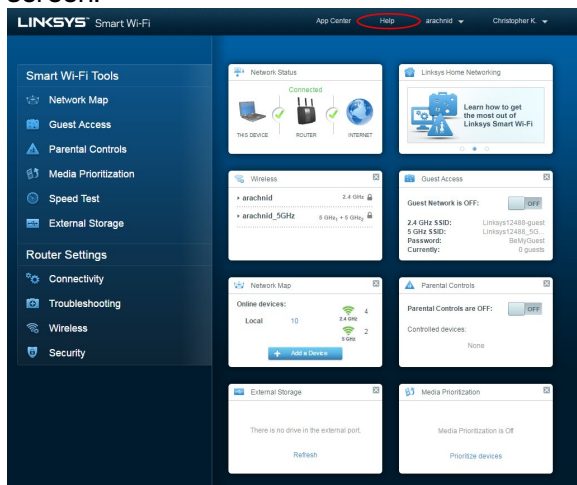 screen.
LINKSYS™ Smart Wi-Fi
App Center Help arachnid Christopher K.
Smart Wi-Fi Tools
Network Map
Guest Access
Parental Controls
Media Prioritization
Speed Test
External Storage
Router Settings
Connectivity
Troubleshooting
Wireless
Security
Network Status
Connected
THIS DEVICE ROUTER INTERNET
Linksys Home Networking
Learn how to get
the most out of
Linksys Smart Wi-Fi
Wireless
arachnid 2.4 GHz
arachnid_5GHz 5 GHz1 + 5 GHz2
Guest Access
Guest Network is OFF: OFF
2.4 GHz SSID: Linksys12488-guest
5 GHz SSID: Linksys12488_5G...
Password: BeMyGuest
Currently: 0 guests
Network Map
Online devices:
Local 10
4
2.4 GHz
2
5 GHz
+ Add a Device
Parental Controls
Parental Controls are OFF: OFF
Controlled devices:
None
External Storage
There is no drive in the external port.
Refresh
Media Prioritization
Media Prioritization is Off
Prioritize devices